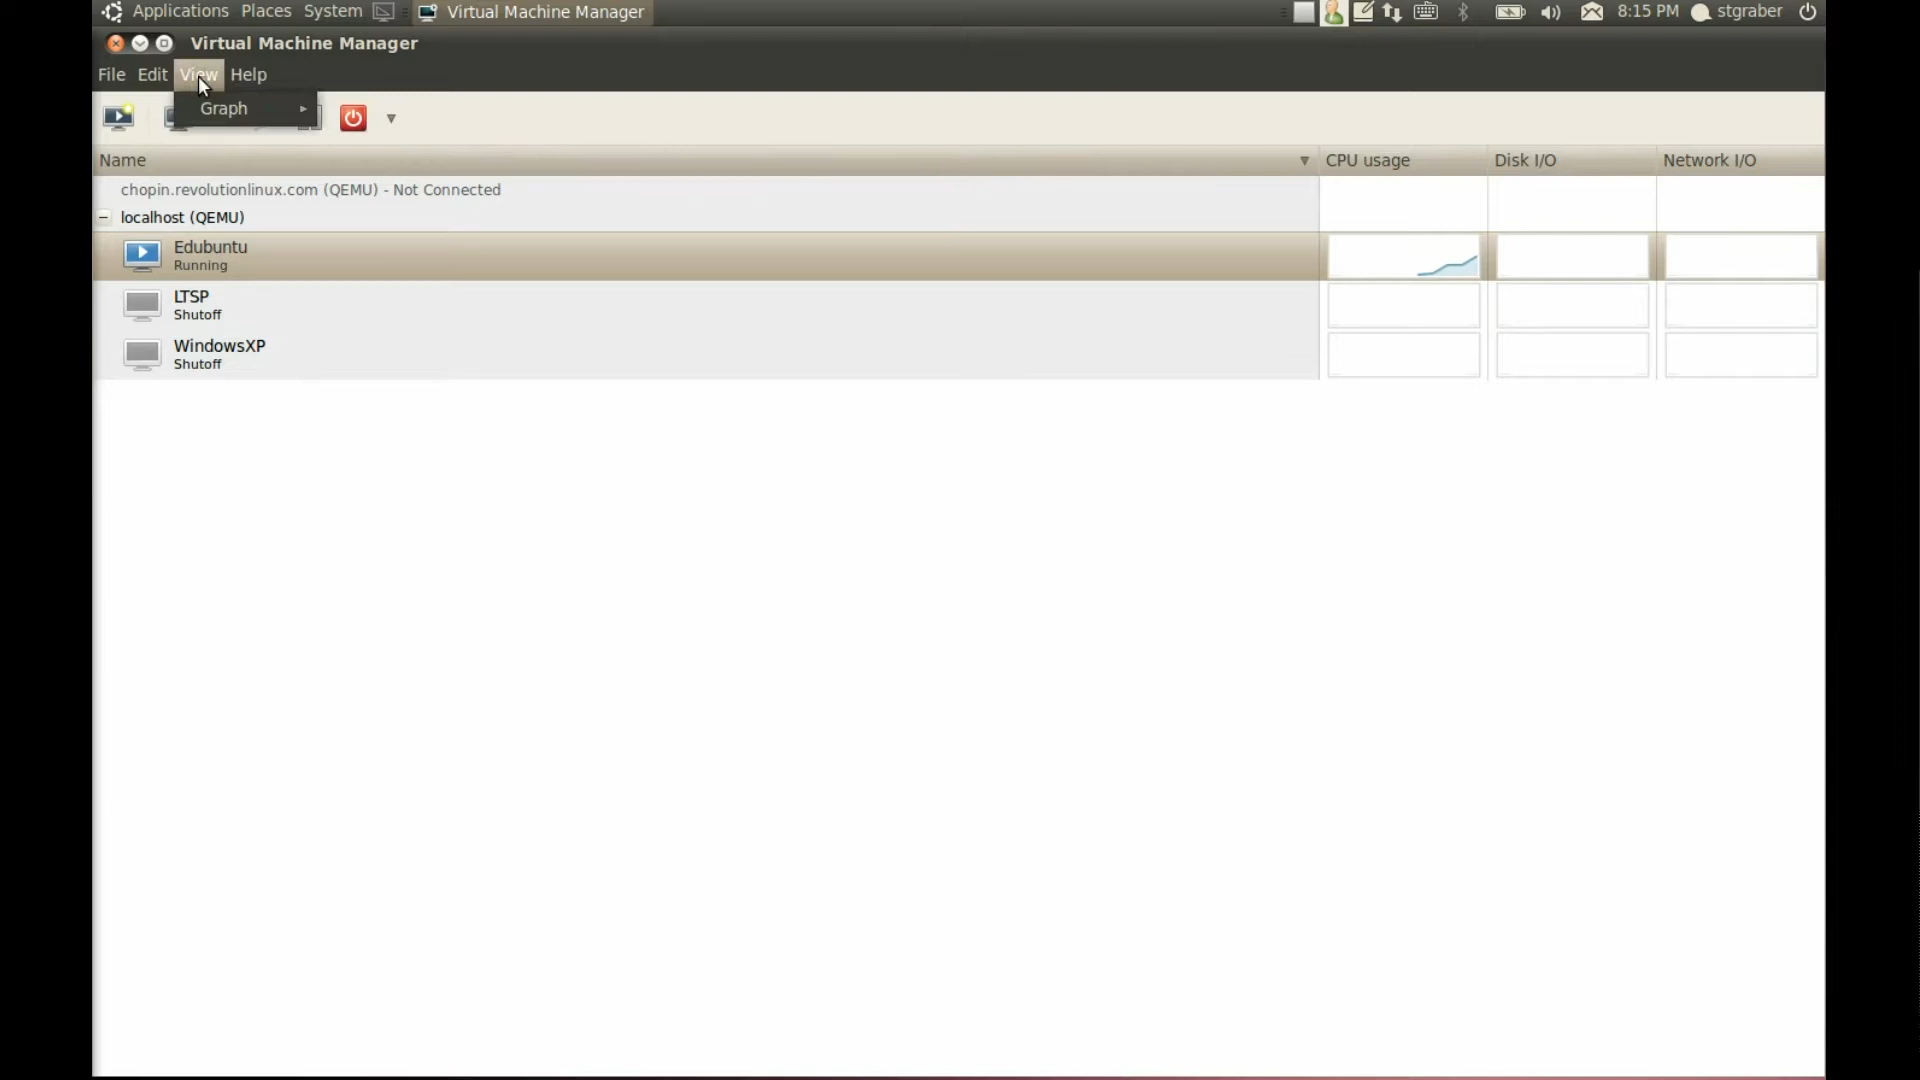 Applications Places System Virtual Machine Manager 8:15 PM stgraber
Virtual Machine Manager
File Edit View Help
Graph
Name CPU usage Disk I/O Network I/O
chopin.revolutionlinux.com (QEMU) - Not Connected
localhost (QEMU)
Edubuntu
Running
LTSP
Shutoff
WindowsXP
Shutoff